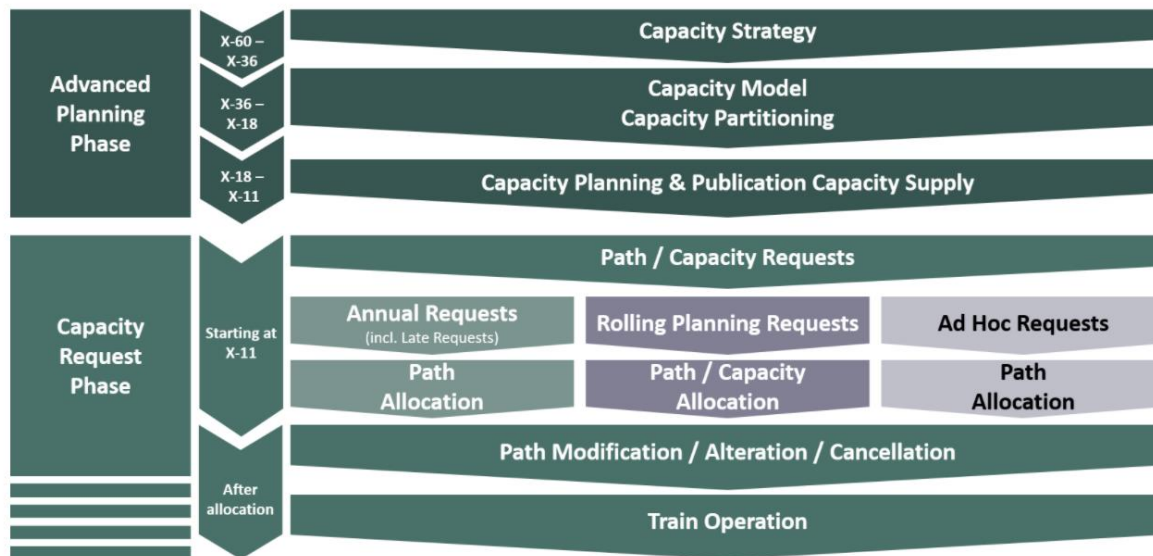 Advanced
Planning
Phase
X-60 –
X-36
Capacity Strategy
X-36 –
X-18
Capacity Model
Capacity Partitioning
X-18 –
X-11
Capacity Planning & Publication Capacity Supply
Capacity
Request
Phase
Starting at
X-11
Path / Capacity Requests
Annual Requests
(incl. Late Requests)
Rolling Planning Requests
Ad Hoc Requests
Path
Allocation
Path / Capacity
Allocation
Path
Allocation
After
allocation
Path Modification / Alteration / Cancellation
Train Operation